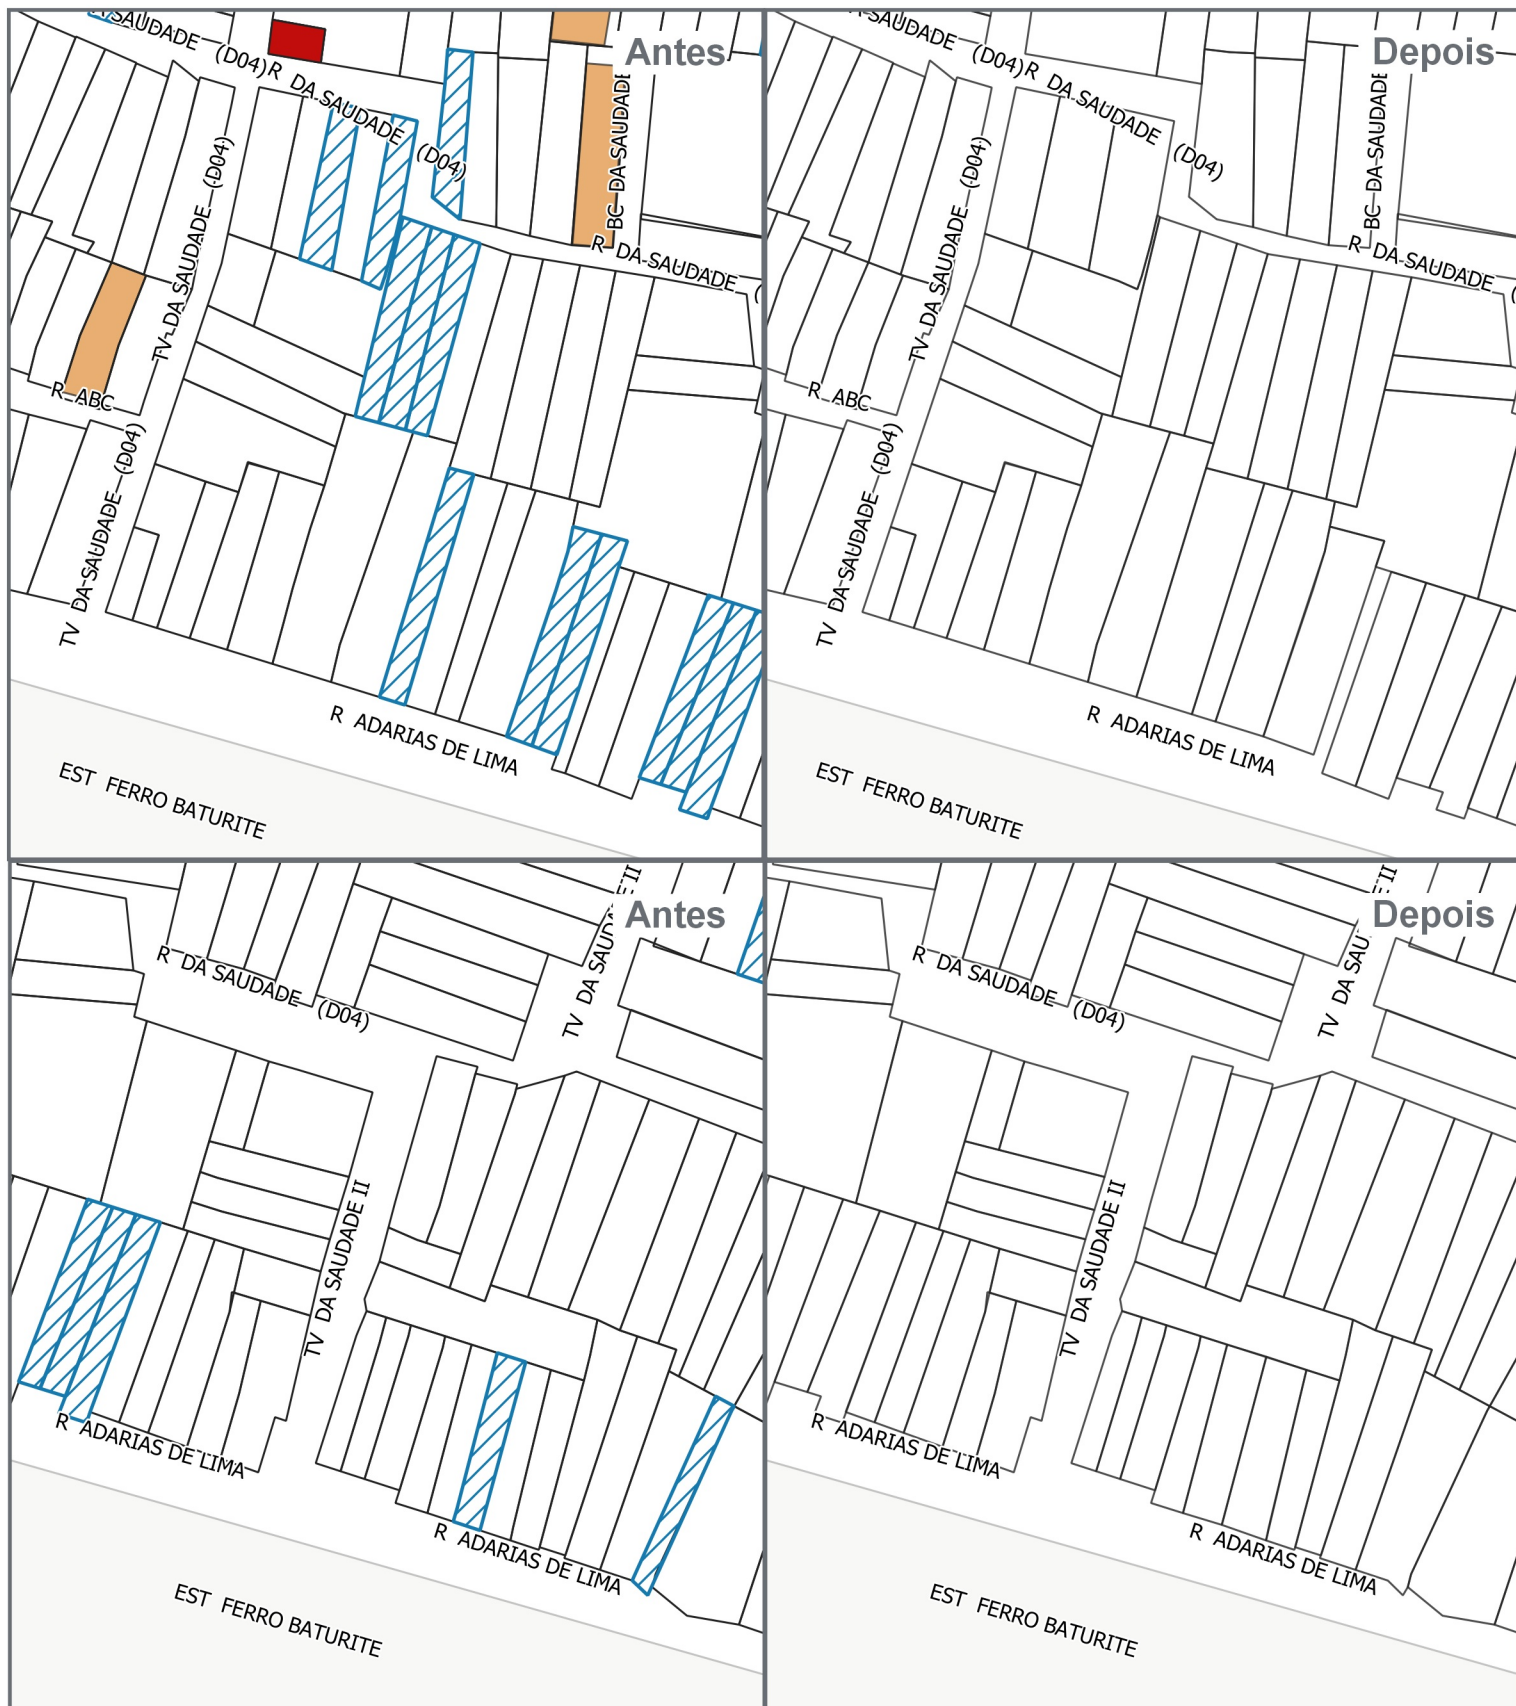 Antes
SAUDADE (D04)
R DA SAUDADE (D04)
BC DA SAUDADE
TV DA SAUDADE (D04)
R DA SAUDADE (
R ABC
TV DA SAUDADE (D04)
R ADARIAS DE LIMA
EST FERRO BATURITE
Depois
SAUDADE (D04)
R DA SAUDADE (D04)
BC DA SAUDADE
TV DA SAUDADE (D04)
R DA SAUDADE (
R ABC
TV DA SAUDADE (D04)
R ADARIAS DE LIMA
EST FERRO BATURITE
Antes
TV DA SAUDADE II
R DA SAUDADE (D04)
TV DA SAUDADE II
R ADARIAS DE LIMA
R ADARIAS DE LIMA
EST FERRO BATURITE
Depois
TV DA SAU II
R DA SAUDADE (D04)
TV DA SAUDADE II
R ADARIAS DE LIMA
R ADARIAS DE LIMA
EST FERRO BATURITE